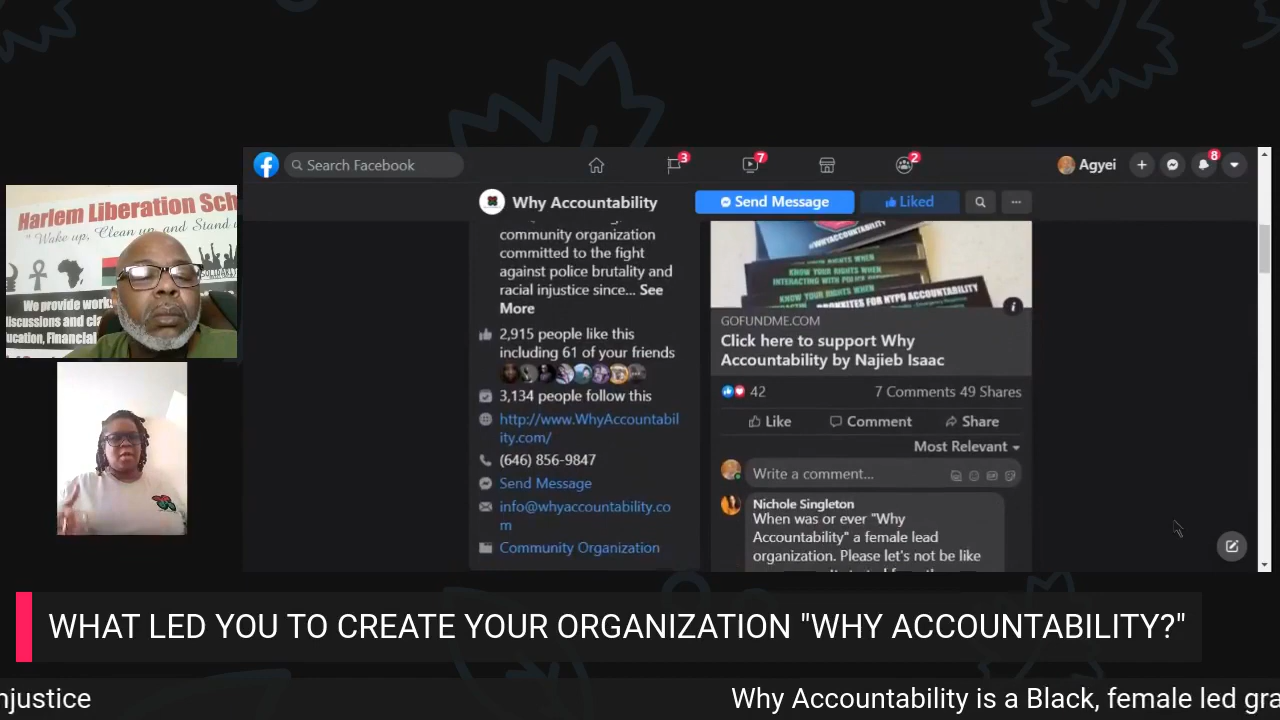 Search Facebook
3
7
2
Agyei
8
Why Accountability
Send Message
Liked
community organization
committed to the fight
against police brutality and
racial injustice since... See
More
2,915 people like this
including 61 of your friends
3,134 people follow this
http://www.WhyAccountabil
ity.com/
(646) 856-9847
Send Message
info@whyaccountability.co
m
Community Organization
#WHYACCOUNTABILITY
KNOW YOUR RIGHTS WHEN
INTERACTING WITH POLICE
KNOW YOUR RIGHTS WHEN
FOR NYPD ACCOUNTABILITY
GOFUNDME.COM
Click here to support Why
Accountability by Najieb Isaac
42
7 Comments 49 Shares
Like
Comment
Share
Most Relevant
Write a comment...
Nichole Singleton
When was or ever "Why
Accountability" a female lead
organization. Please let's not be like
Harlem Liberation Sch
"Wake up, Clean up, and Stand u
SOLIDARITY
We provide work
discussions and cla
ucation, Financial
WHAT LED YOU TO CREATE YOUR ORGANIZATION "WHY ACCOUNTABILITY?"
njustice
Why Accountability is a Black, female led gra